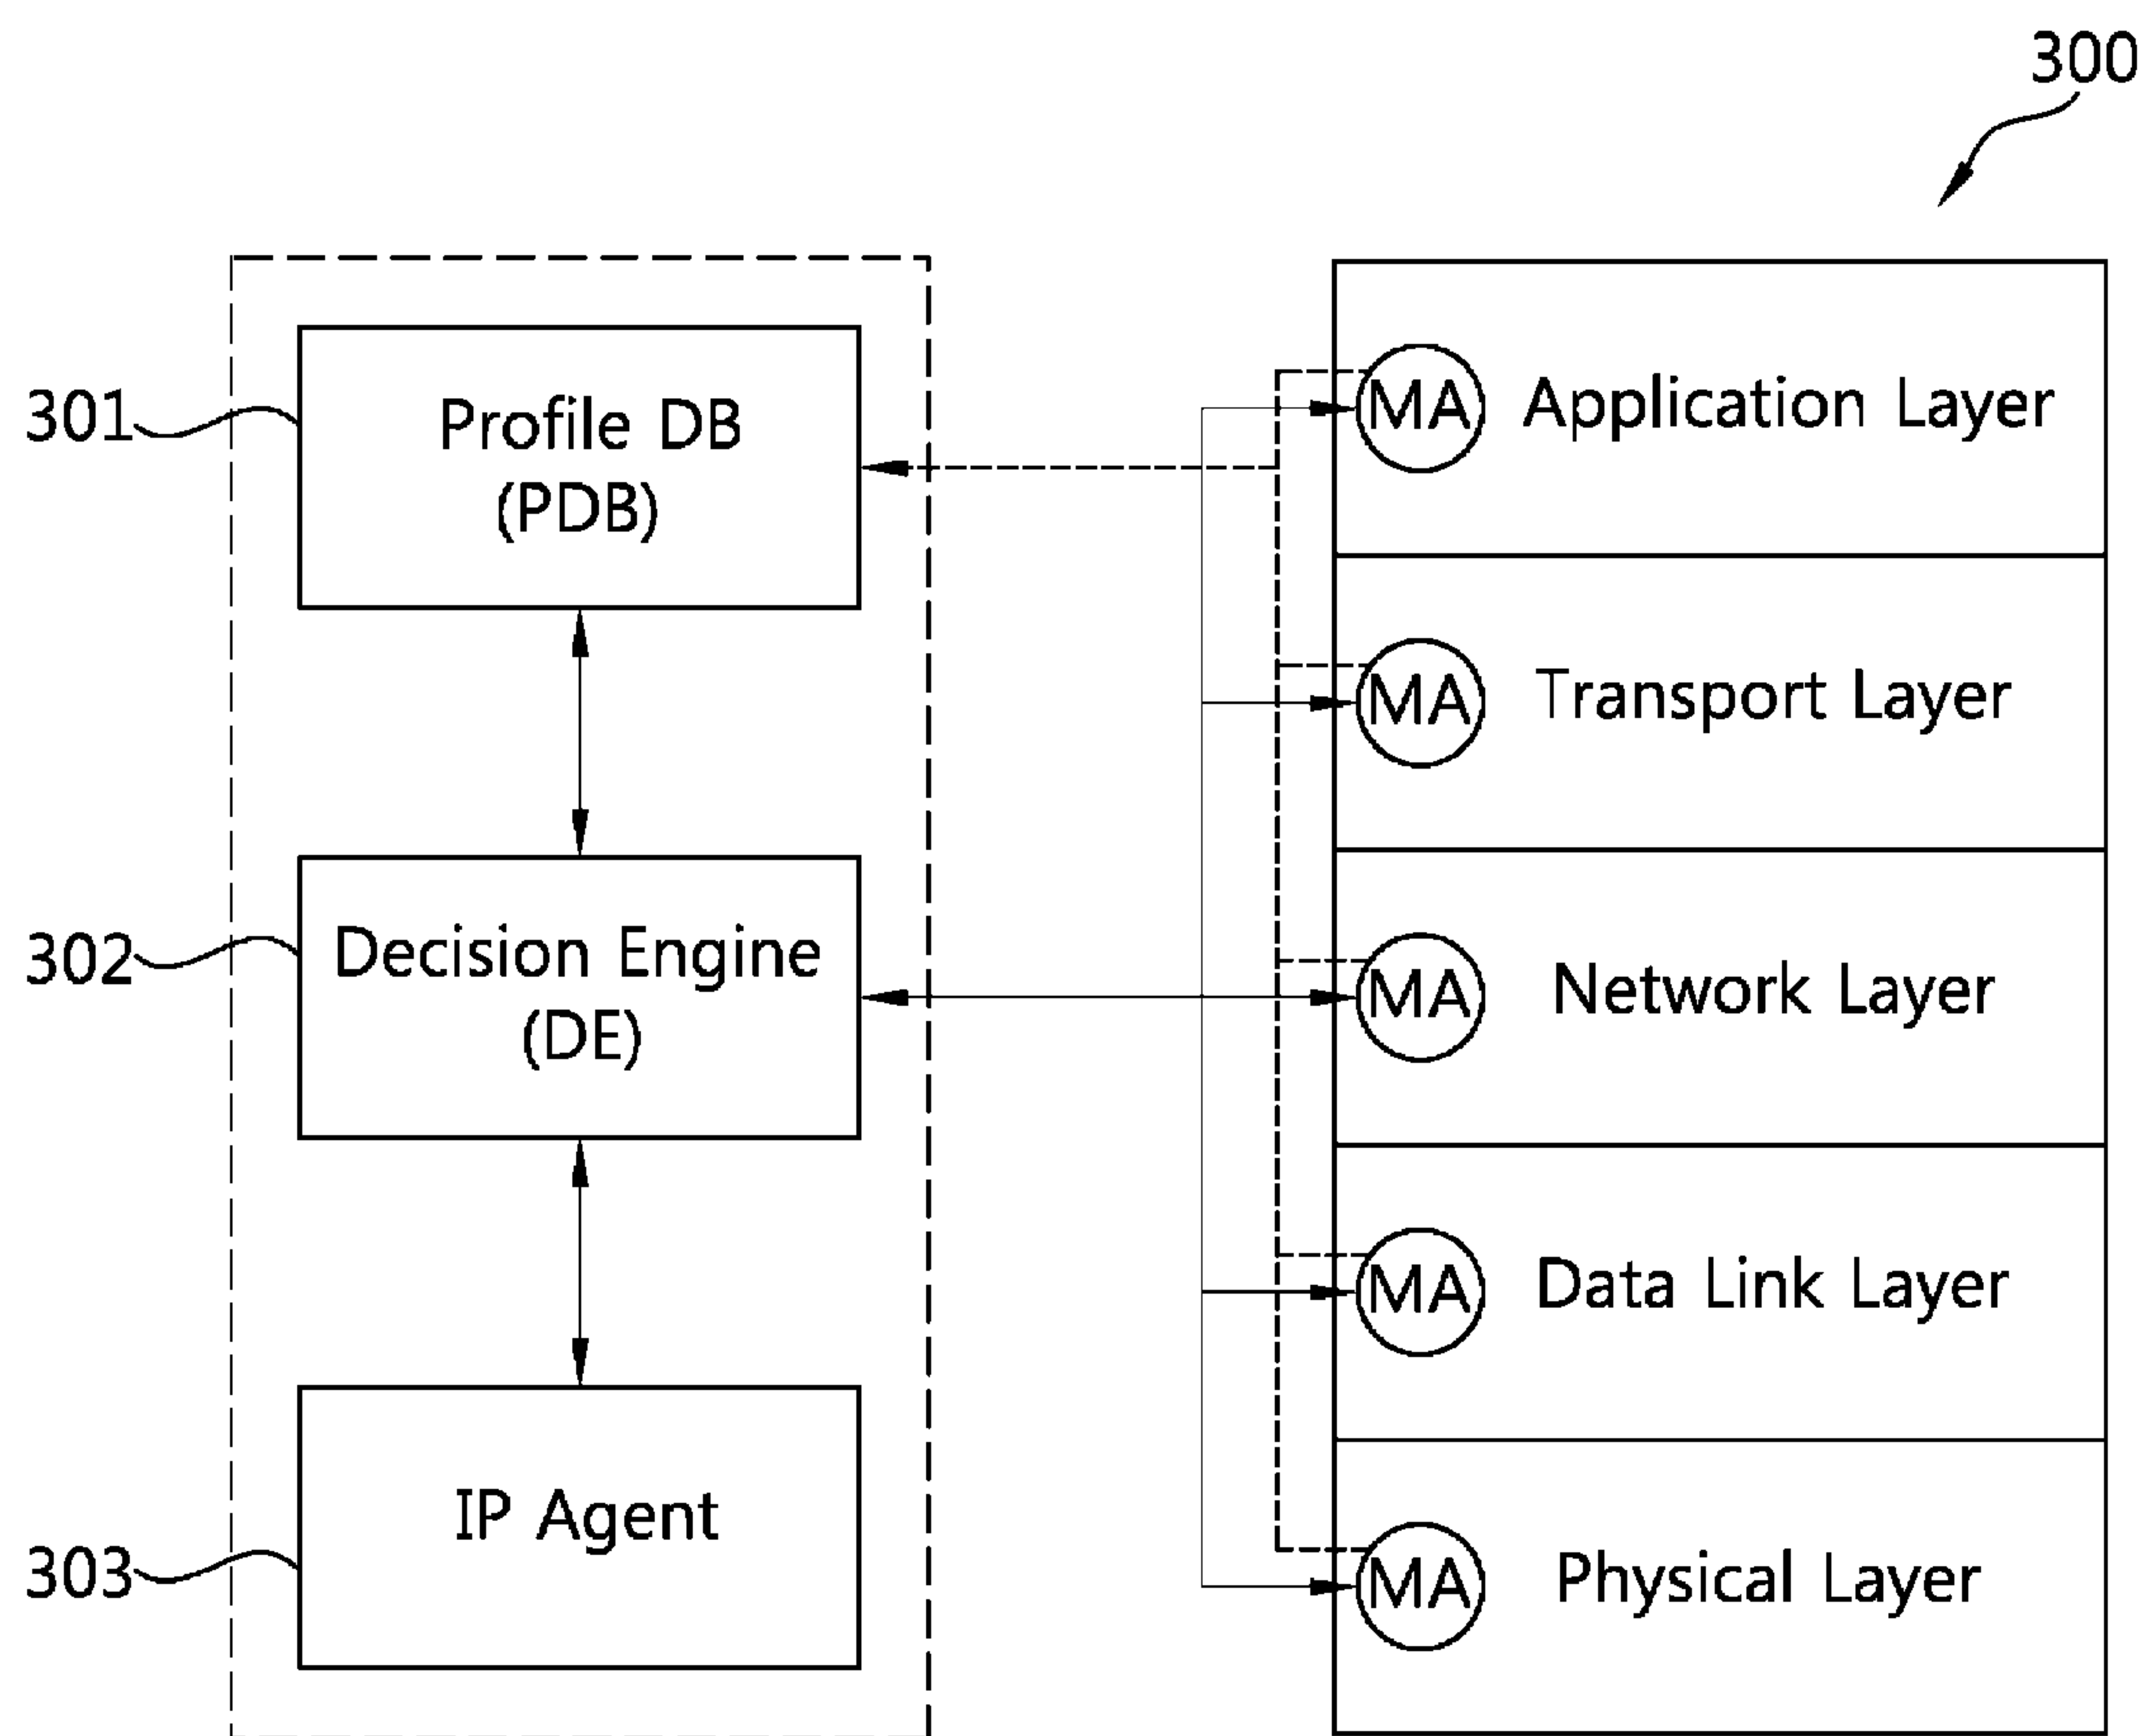 300
301
Profile DB
(PDB)
302
Decision Engine
(DE)
303
IP Agent
MA Application Layer
MA Transport Layer
MA Network Layer
MA Data Link Layer
MA Physical Layer